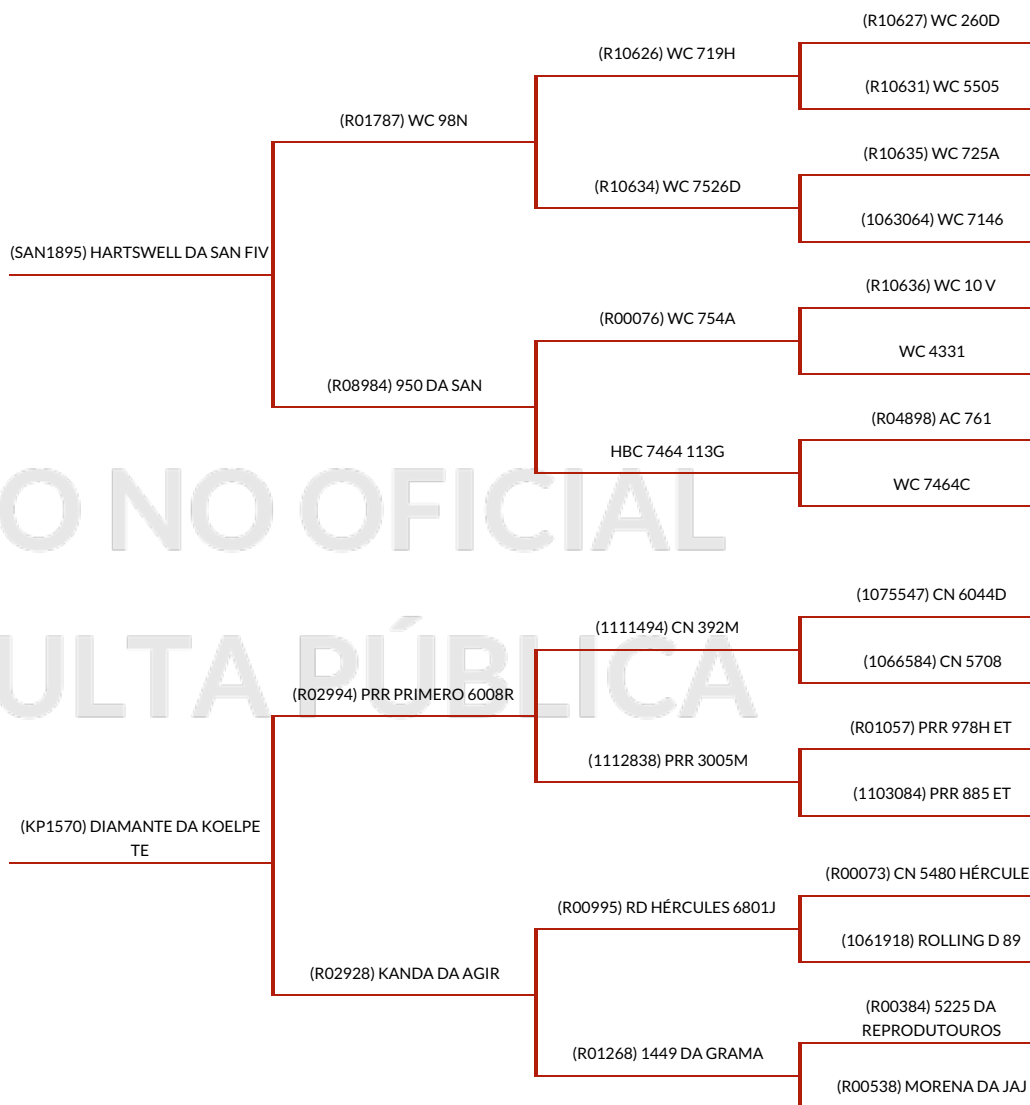 (R10627) WC 260D
(R10626) WC 719H
(R10631) WC 5505
(R01787) WC 98N
(R10635) WC 725A
(R10634) WC 7526D
(1063064) WC 7146
(SAN1895) HARTSWELL DA SAN FIV
(R10636) WC 10 V
(R00076) WC 754A
WC 4331
(R08984) 950 DA SAN
(R04898) AC 761
HBC 7464 113G
WC 7464C
O NO OFICIAL
(1075547) CN 6044D
(1111494) CN 392M
(1066584) CN 5708
ULTA PÚBLICA
(R02994) PRR PRIMERO 6008R
(R01057) PRR 978H ET
(1112838) PRR 3005M
(1103084) PRR 885 ET
(KP1570) DIAMANTE DA KOELPE
TE
(R00073) CN 5480 HÉRCULE
(R00995) RD HÉRCULES 6801J
(1061918) ROLLING D 89
(R02928) KANDA DA AGIR
(R00384) 5225 DA
REPRODUTOUROS
(R01268) 1449 DA GRAMA
(R00538) MORENA DA JAJ